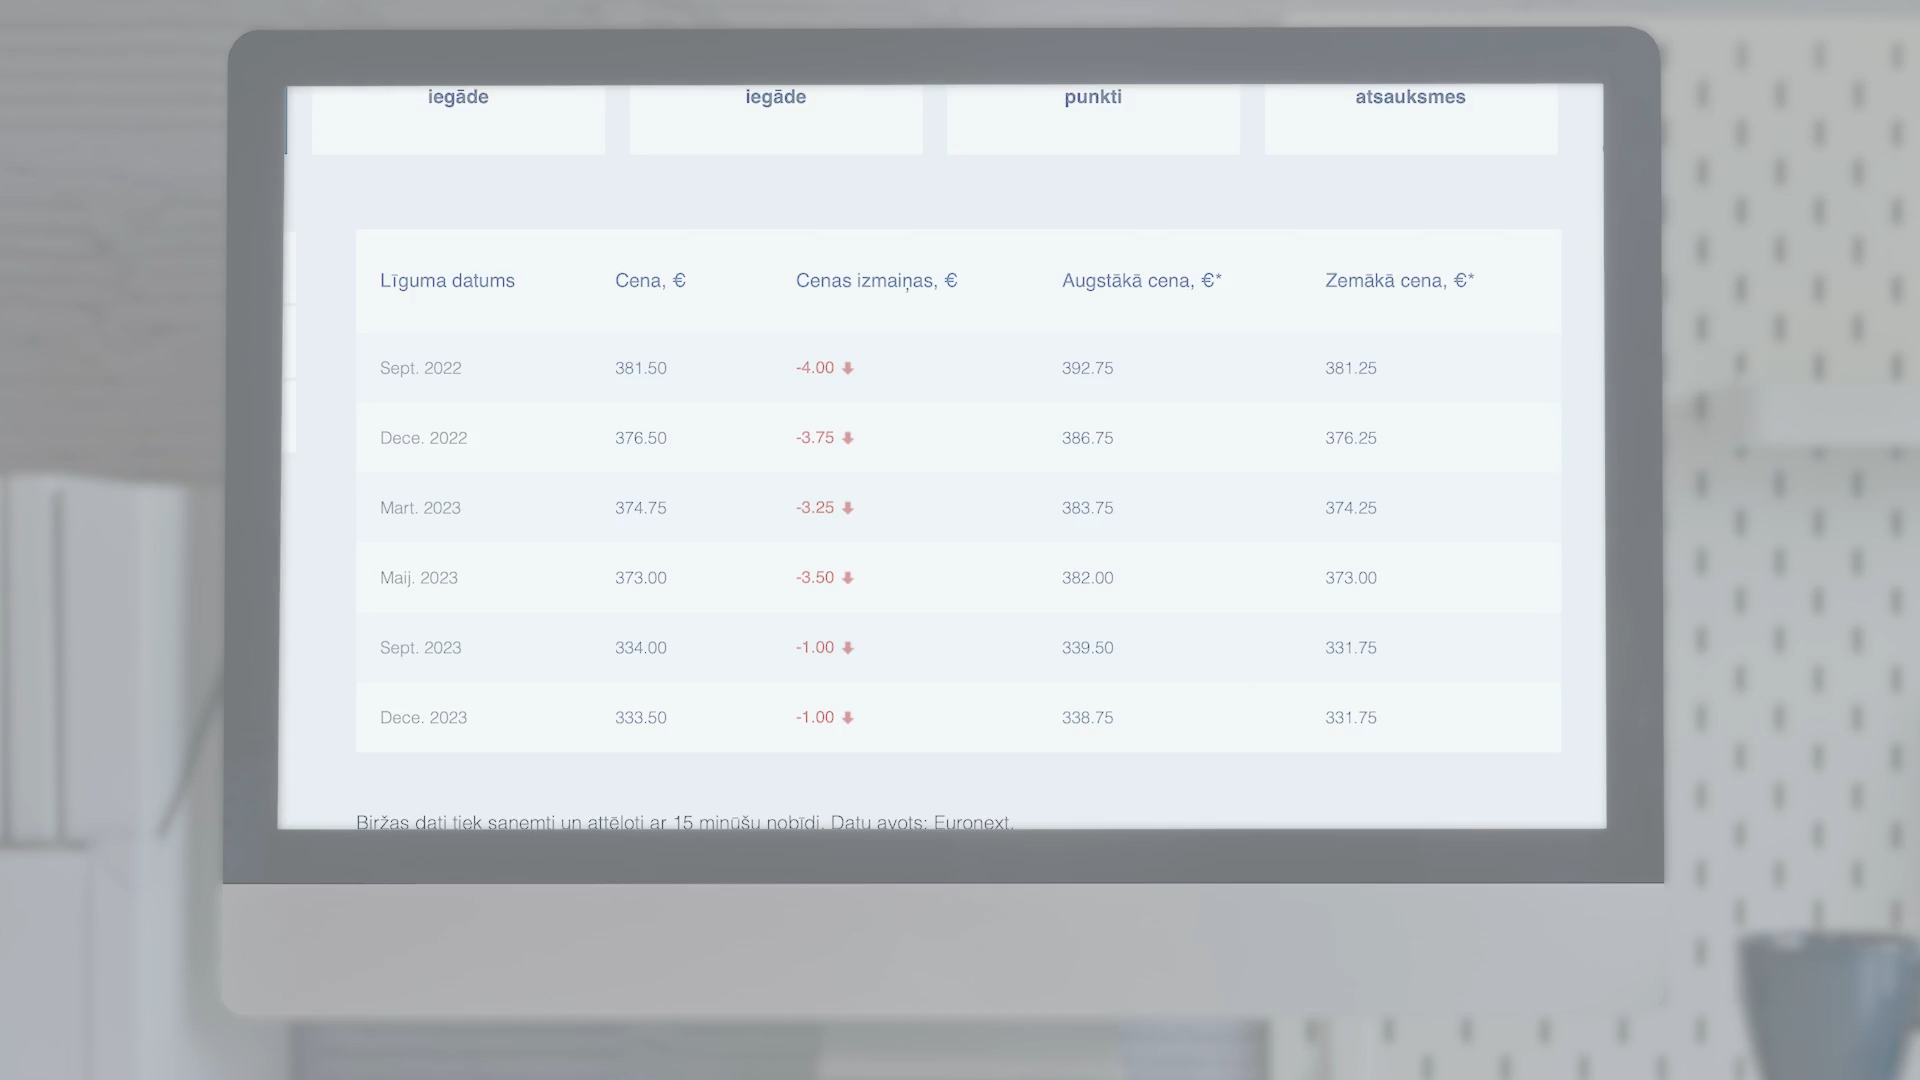 iegāde iegāde punkti atsauksmes
Līguma datums Cena, € Cenas izmaiņas, € Augstākā cena, €* Zemākā cena, €*
Sept. 2022 381.50 -4.00 392.75 381.25
Dece. 2022 376.50 -3.75 386.75 376.25
Mart. 2023 374.75 -3.25 383.75 374.25
Maij. 2023 373.00 -3.50 382.00 373.00
Sept. 2023 334.00 -1.00 339.50 331.75
Dece. 2023 333.50 -1.00 338.75 331.75
Biržas dati tiek saņemti un attēloti ar 15 minūšu nobīdi. Datu avots: Euronext.